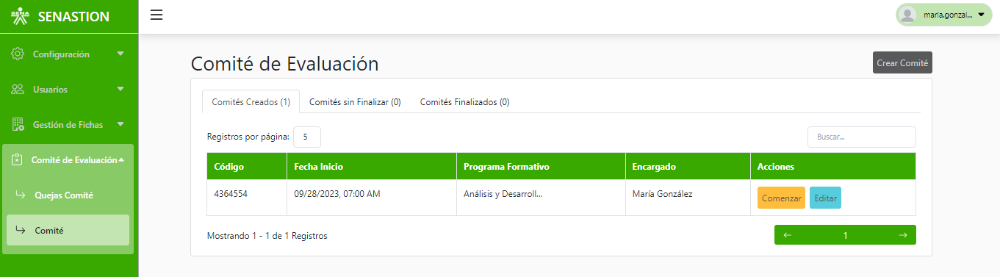 SENA
SENASTION
maria.gonzal...
Configuración
Usuarios
Gestión de Fichas
Comité de Evaluación
Quejas Comité
Comité
Comité de Evaluación
Crear Comité
Comités Creados (1) Comités sin Finalizar (0) Comités Finalizados (0)
Registros por página: 5 Buscar...
Código Fecha Inicio Programa Formativo Encargado Acciones
4364554 09/28/2023, 07:00 AM Análisis y Desarroll... María González Comenzar Editar
Mostrando 1 - 1 de 1 Registros ← 1 →